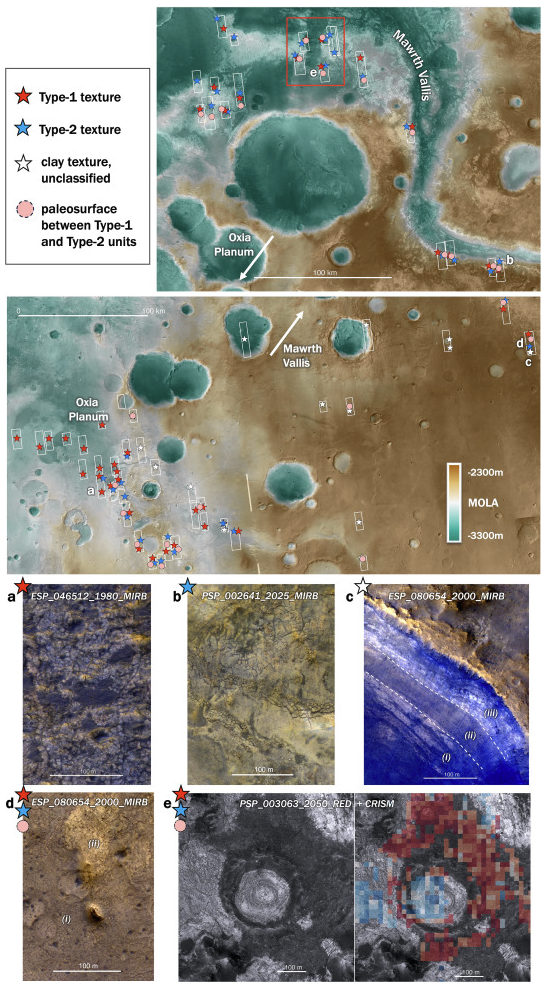 Type-1 texture
Type-2 texture
clay texture,
unclassified
paleosurface
between Type-1
and Type-2 units
Mawrth Vallis
e
b
Oxia
Planum
100 km
0
100 km
Mawrth
Vallis
d
c
Oxia
Planum
a
-2300m
MOLA
-3300m
a
ESP_046512_1980_MIRB
100 m
b
PSP_002641_2025_MIRB
100 m
c
ESP_080654_2000_MIRB
(iii)
(ii)
(i)
100 m
d
ESP_080654_2000_MIRB
(ii)
(i)
100 m
e
PSP_003063_2050_RED + CRISM
100 m
100 m